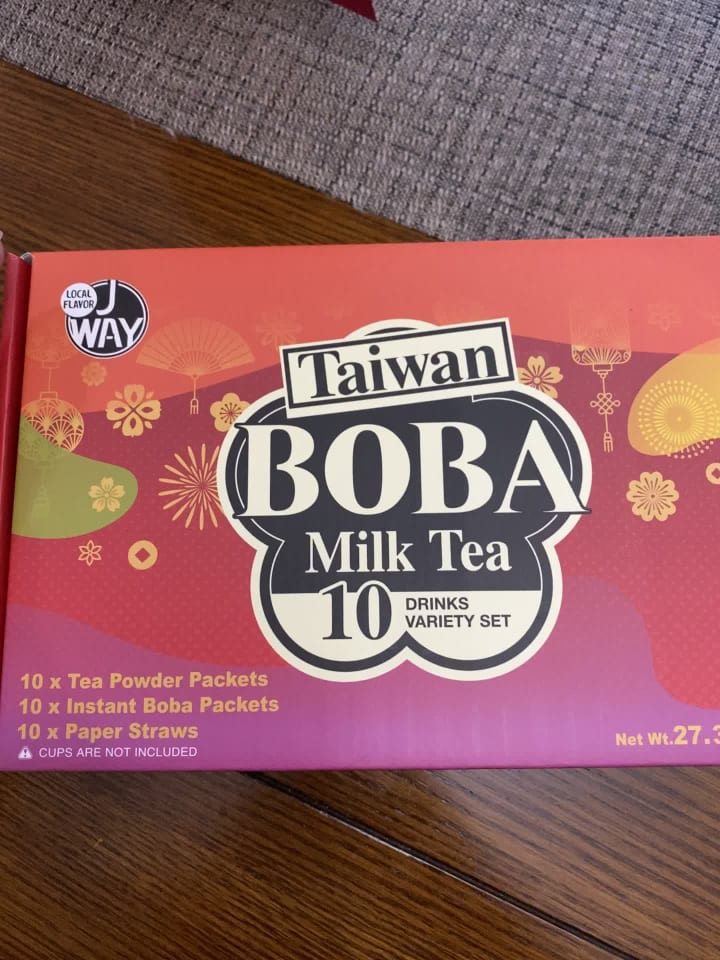 LOCAL
FLAVOR
J
WAY
Taiwan
BOBA
Milk Tea
10 DRINKS
VARIETY SET
10 x Tea Powder Packets
10 x Instant Boba Packets
10 x Paper Straws
CUPS ARE NOT INCLUDED
Net Wt.27.